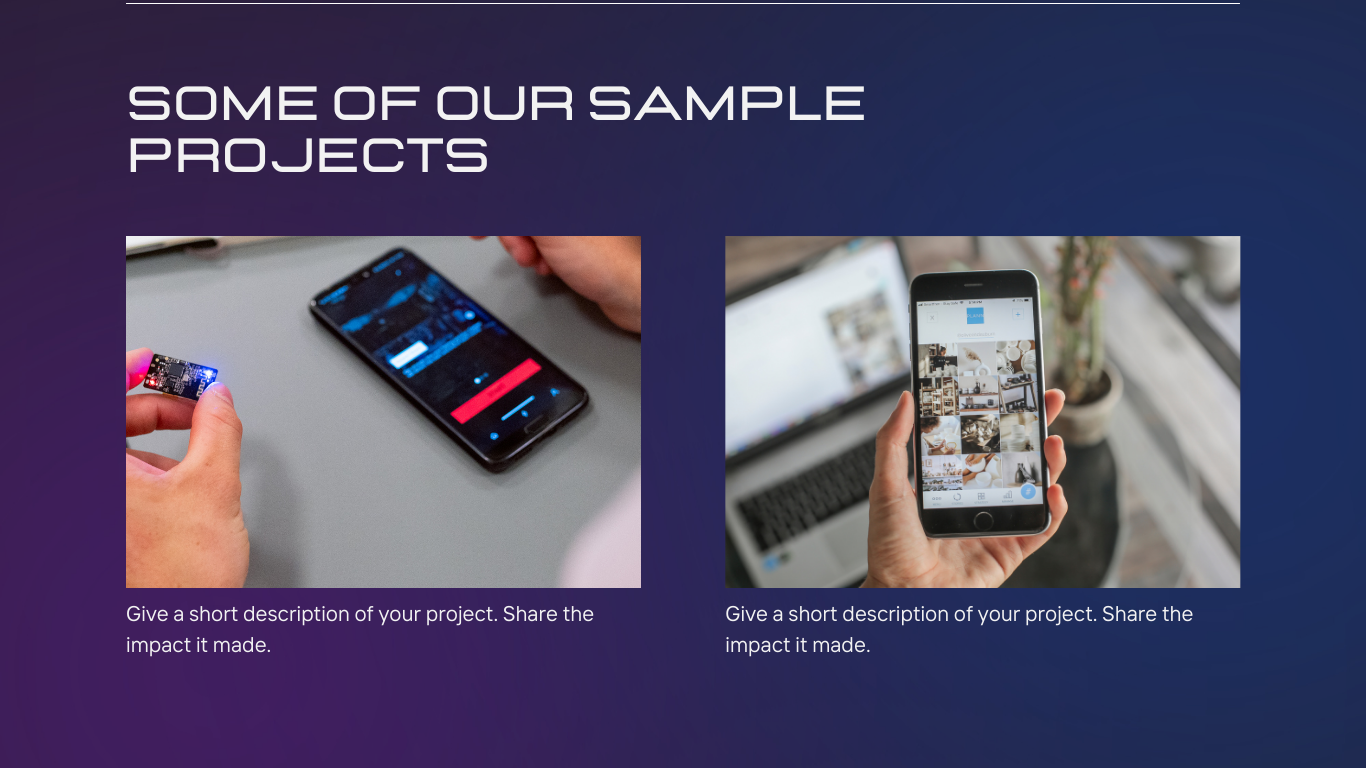 SOME OF OUR SAMPLE
PROJECTS
Give a short description of your project. Share the
impact it made.
Give a short description of your project. Share the
impact it made.